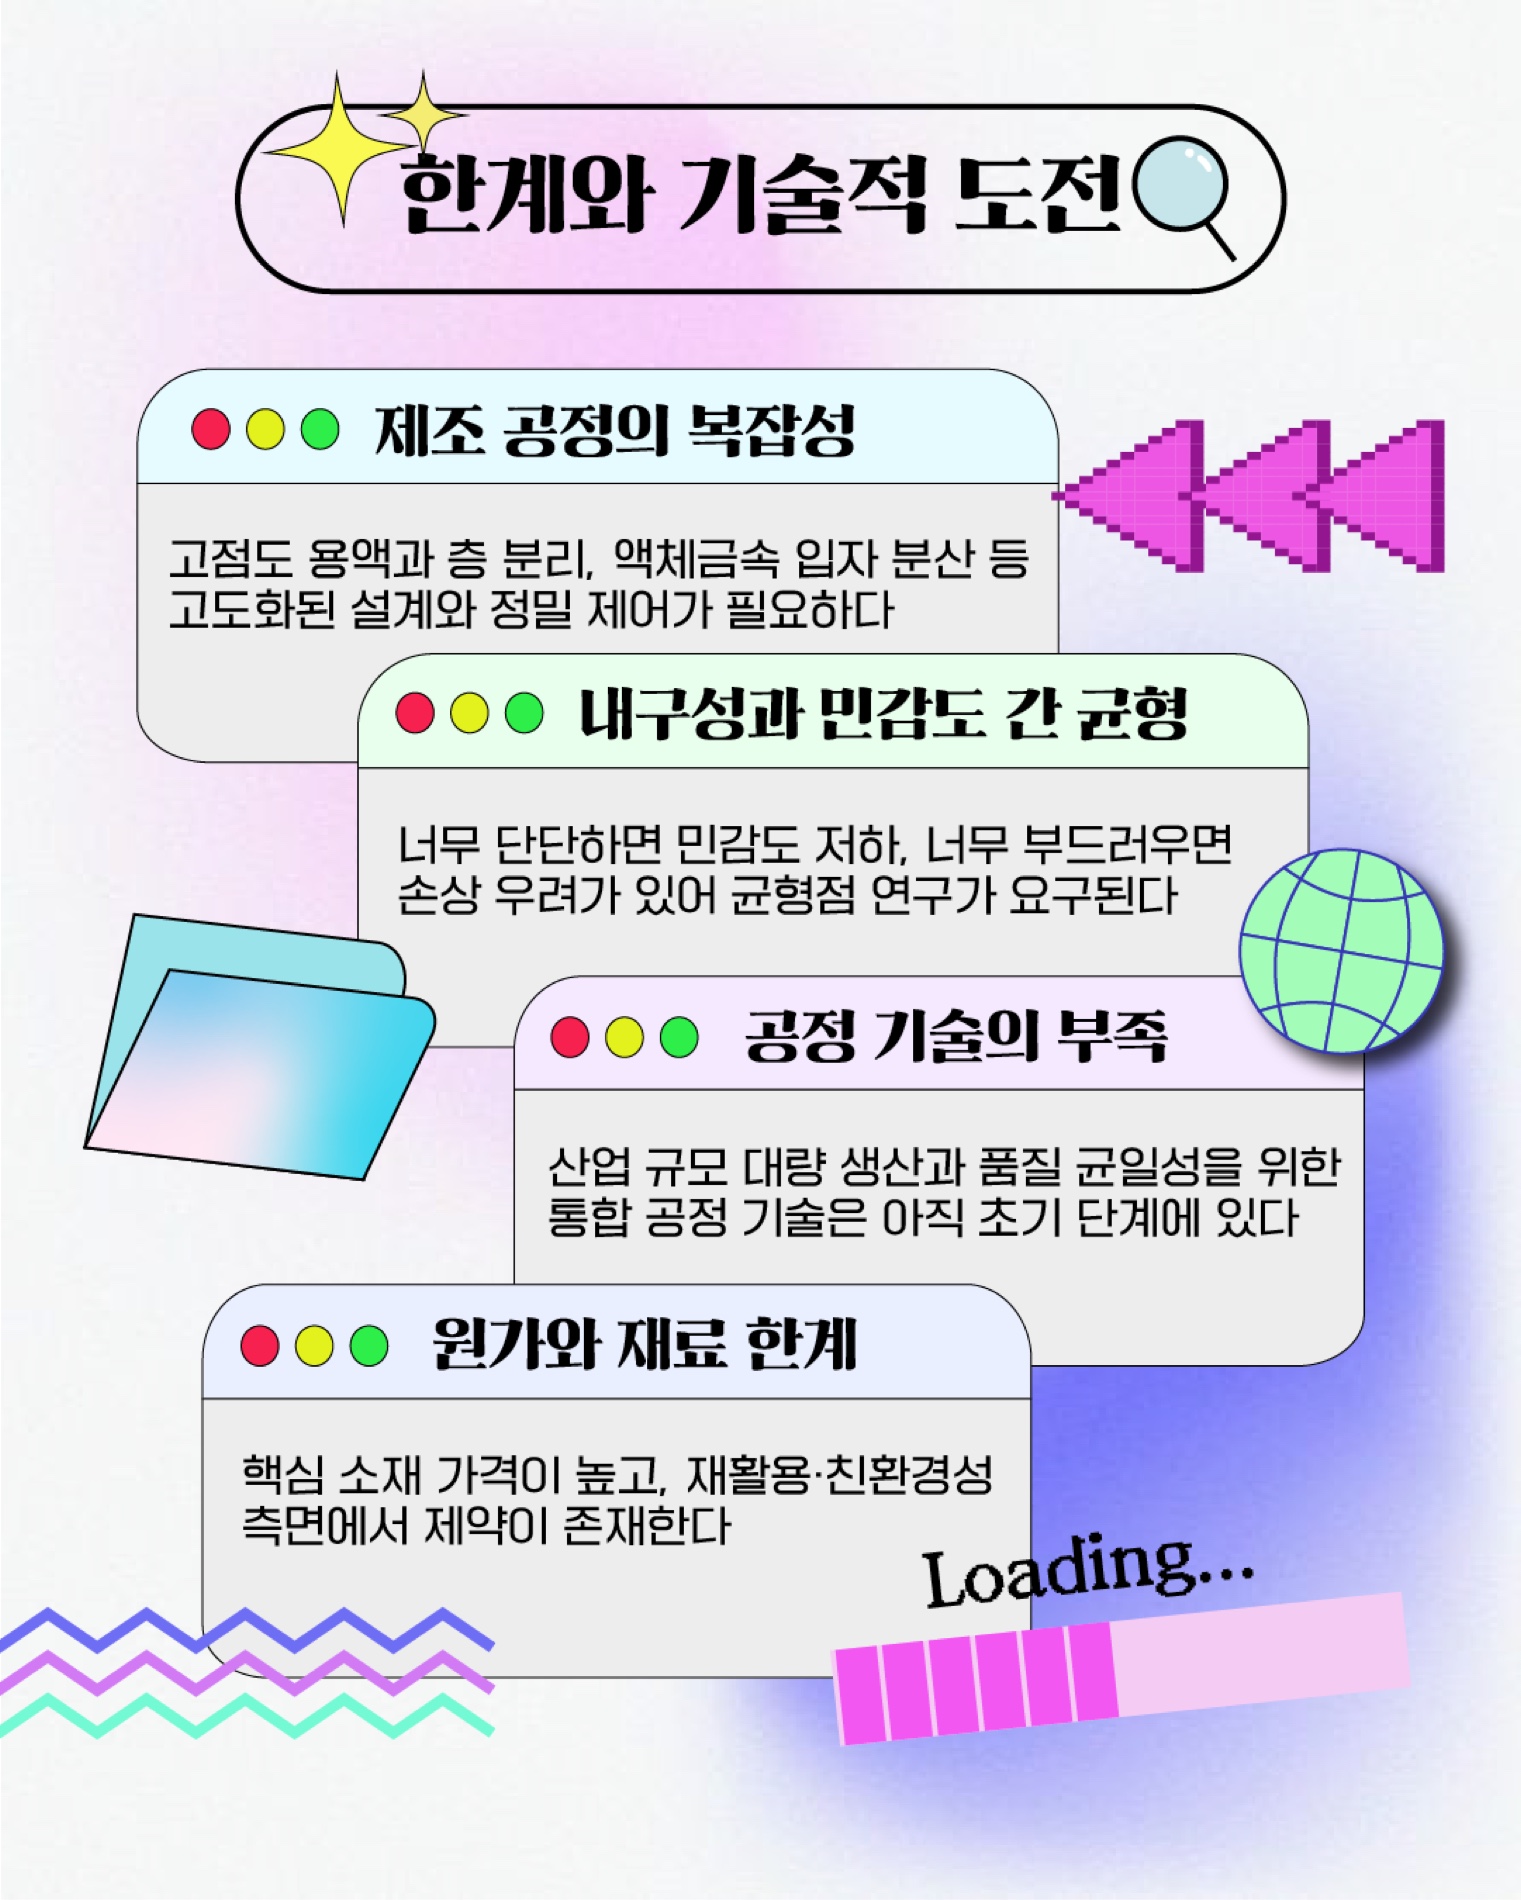 한계와 기술적 도전
제조 공정의 복잡성
고점도 용액과 층 분리, 액체금속 입자 분산 등
고도화된 설계와 정밀 제어가 필요하다
내구성과 민감도 간 균형
너무 단단하면 민감도 저하, 너무 부드러우면
손상 우려가 있어 균형점 연구가 요구된다
공정 기술의 부족
산업 규모 대량 생산과 품질 균일성을 위한
통합 공정 기술은 아직 초기 단계에 있다
원가와 재료 한계
핵심 소재 가격이 높고, 재활용·친환경성
측면에서 제약이 존재한다
Loading...